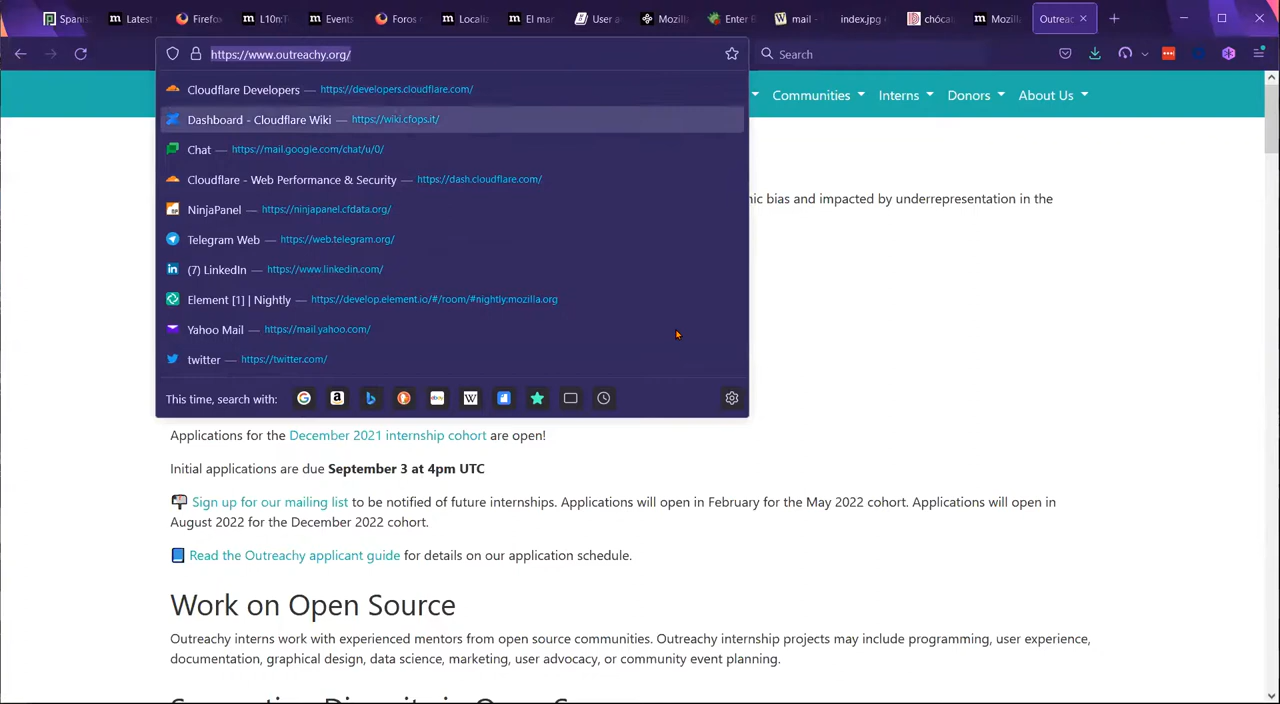 Spanis
Latest
Firefo
L10n:T
Events
Foros
Localiz
El mar
User a
Mozill
Enter
mail -
index.jpg
chóca
Mozill
Outreac
https://www.outreachy.org/
Search
Communities
Interns
Donors
About Us
Cloudflare Developers — https://developers.cloudflare.com/
Dashboard - Cloudflare Wiki — https://wiki.cfops.it/
Chat — https://mail.google.com/chat/u/0/
Cloudflare - Web Performance & Security — https://dash.cloudflare.com/
NinjaPanel — https://ninjapanel.cfdata.org/
Telegram Web — https://web.telegram.org/
(7) LinkedIn — https://www.linkedin.com/
Element [1] | Nightly — https://develop.element.io/#/room/#nightly:mozilla.org
Yahoo Mail — https://mail.yahoo.com/
twitter — https://twitter.com/
This time, search with:
bias and impacted by underrepresentation in the
Applications for the December 2021 internship cohort are open!
Initial applications are due September 3 at 4pm UTC
Sign up for our mailing list to be notified of future internships. Applications will open in February for the May 2022 cohort. Applications will open in
August 2022 for the December 2022 cohort.
Read the Outreachy applicant guide for details on our application schedule.
Work on Open Source
Outreachy interns work with experienced mentors from open source communities. Outreachy internship projects may include programming, user experience,
documentation, graphical design, data science, marketing, user advocacy, or community event planning.